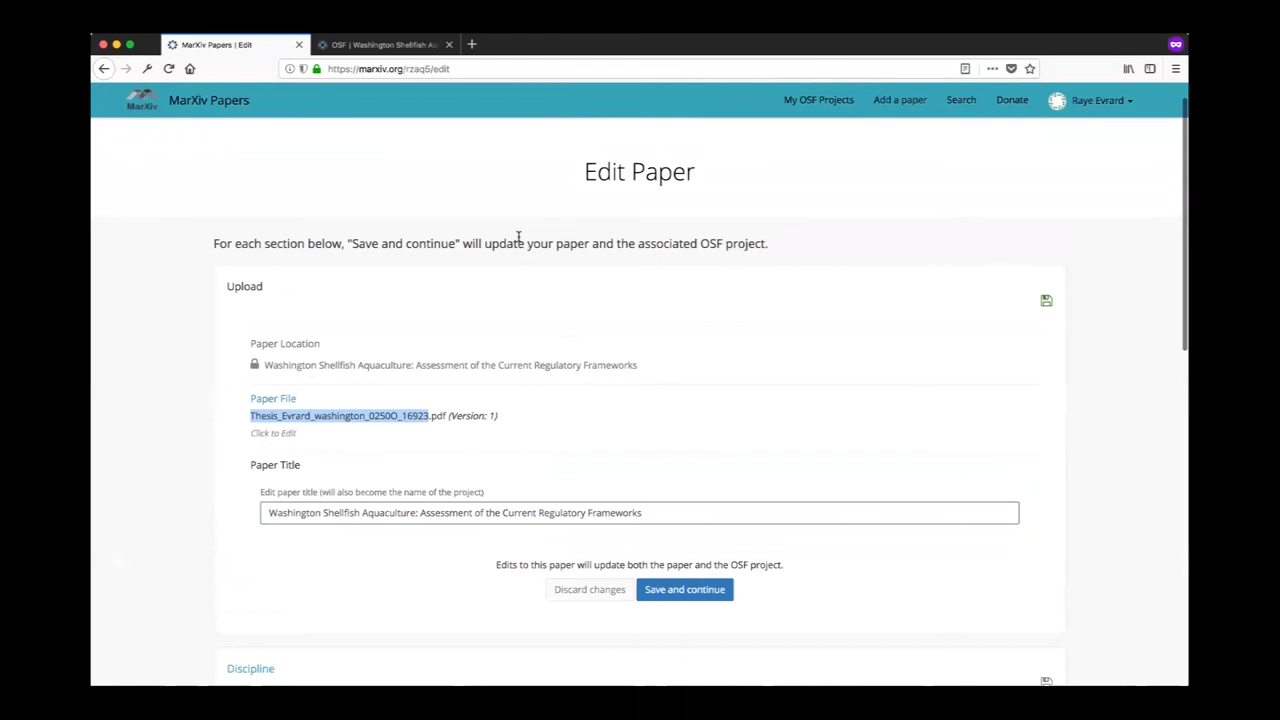 MarXiv Papers | Edit
OSF | Washington Shellfish Aq
https://marxiv.org/rzaq5/edit
MarXiv
MarXiv Papers
My OSF Projects
Add a paper
Search
Donate
Raye Evrard
Edit Paper
For each section below, "Save and continue" will update your paper and the associated OSF project.
Upload
Paper Location
Washington Shellfish Aquaculture: Assessment of the Current Regulatory Frameworks
Paper File
Thesis_Evrard_washington_0250O_16923.pdf (Version: 1)
Click to Edit
Paper Title
Edit paper title (will also become the name of the project)
Washington Shellfish Aquaculture: Assessment of the Current Regulatory Frameworks
Edits to this paper will update both the paper and the OSF project.
Discard changes
Save and continue
Discipline